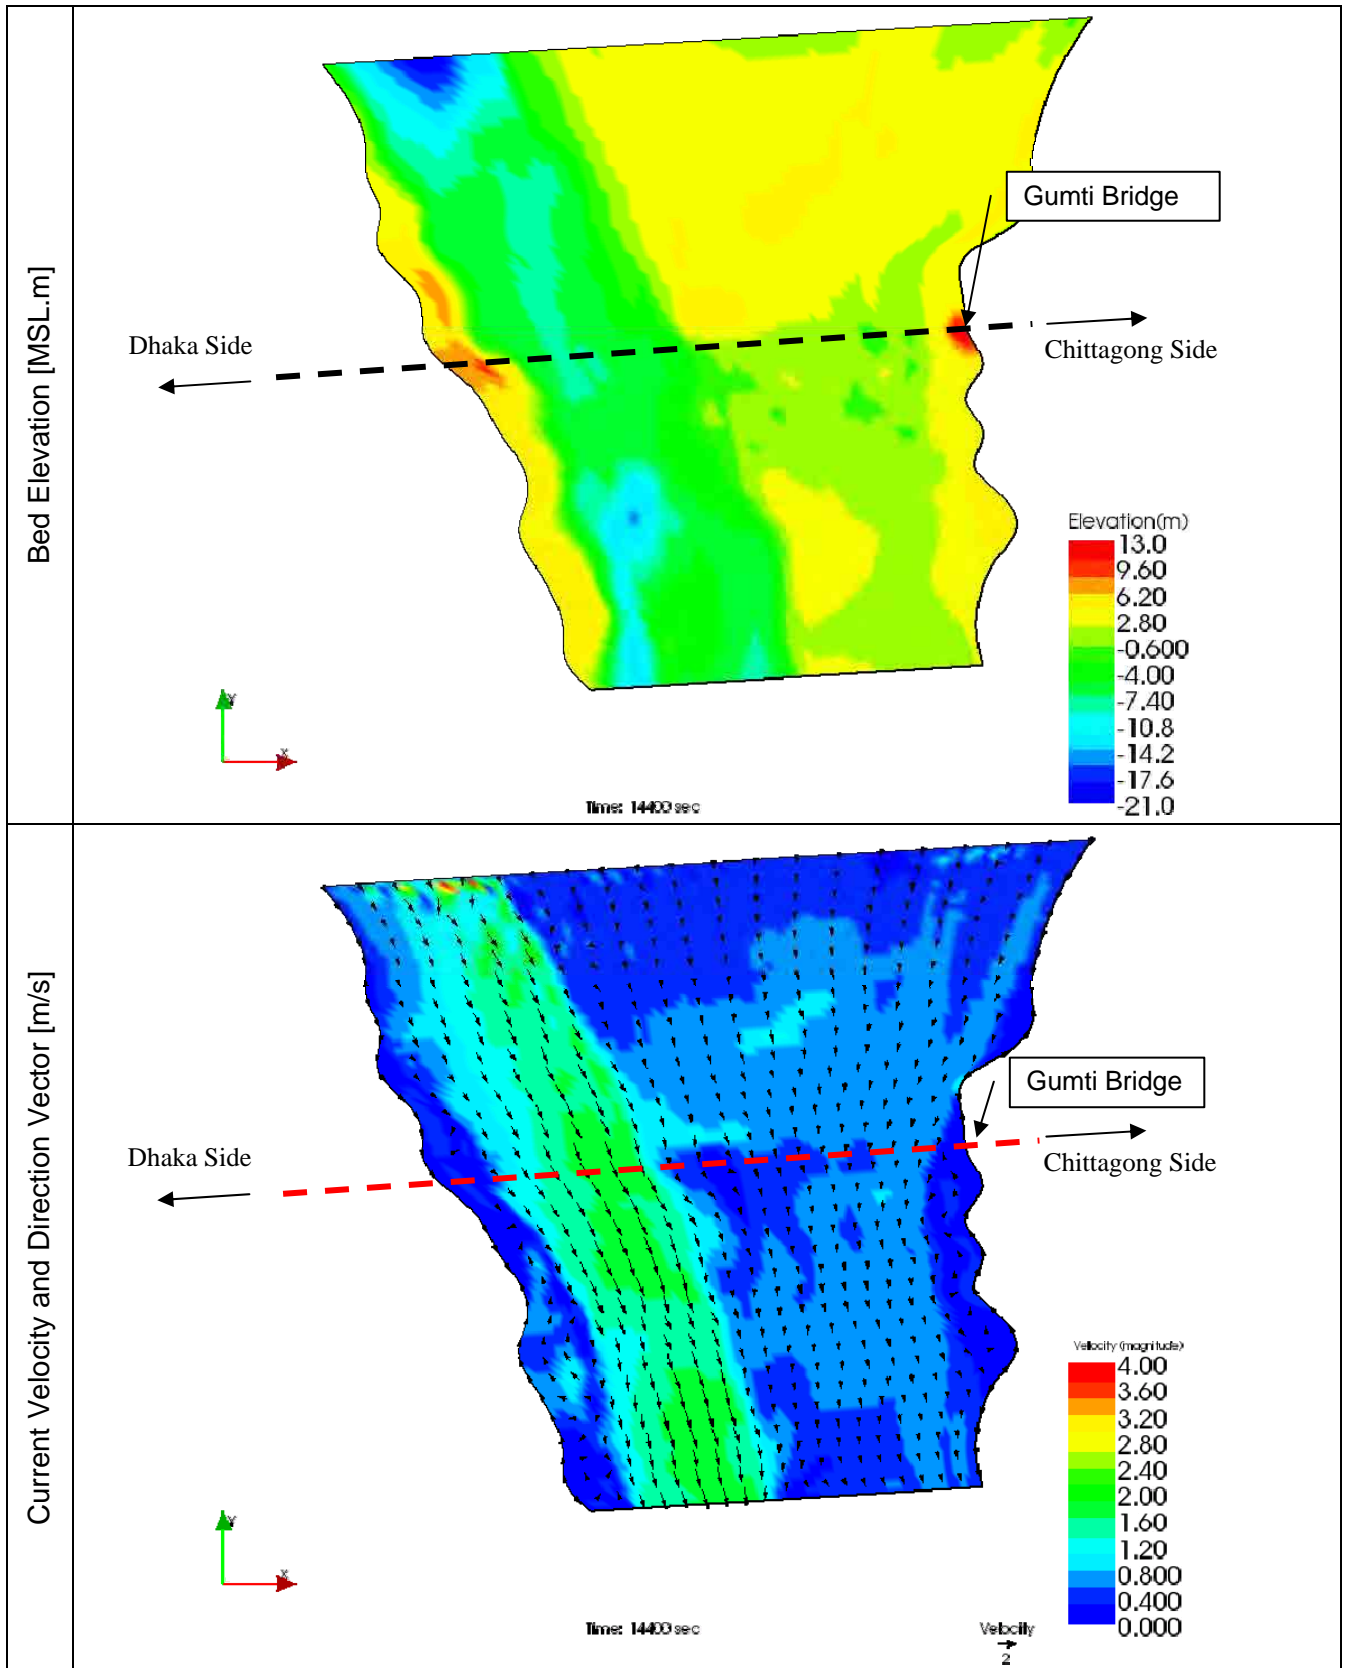 Bed Elevation [MSL.m]
Gumti Bridge
Dhaka Side
Chittagong Side
Elevation(m)
13.0
9.60
6.20
2.80
-0.600
-4.00
-7.40
-10.8
-14.2
-17.6
-21.0
Y
X
Time: 14400 sec
Current Velocity and Direction Vector [m/s]
Gumti Bridge
Dhaka Side
Chittagong Side
Velocity (magnitude)
4.00
3.60
3.20
2.80
2.40
2.00
1.60
1.20
0.800
0.400
0.000
Y
X
Time: 14400 sec
Velocity
2